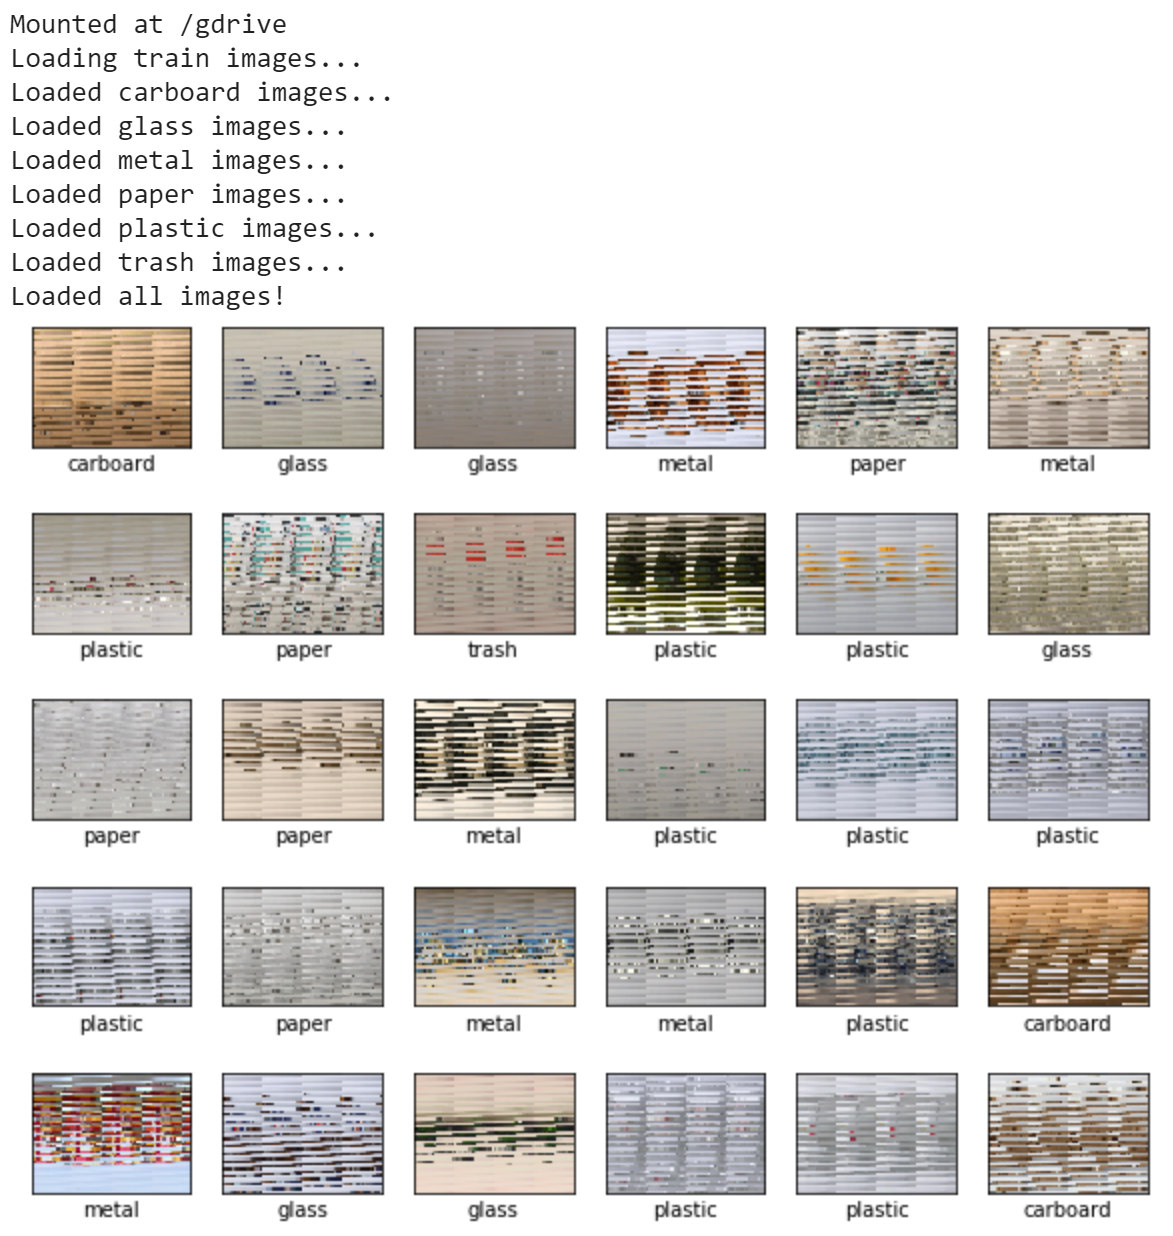 Mounted at /gdrive
Loading train images...
Loaded carboard images...
Loaded glass images...
Loaded metal images...
Loaded paper images...
Loaded plastic images...
Loaded trash images...
Loaded all images!
carboard glass glass metal paper metal
plastic paper trash plastic plastic glass
paper paper metal plastic plastic plastic
plastic paper metal metal plastic carboard
metal glass glass plastic plastic carboard